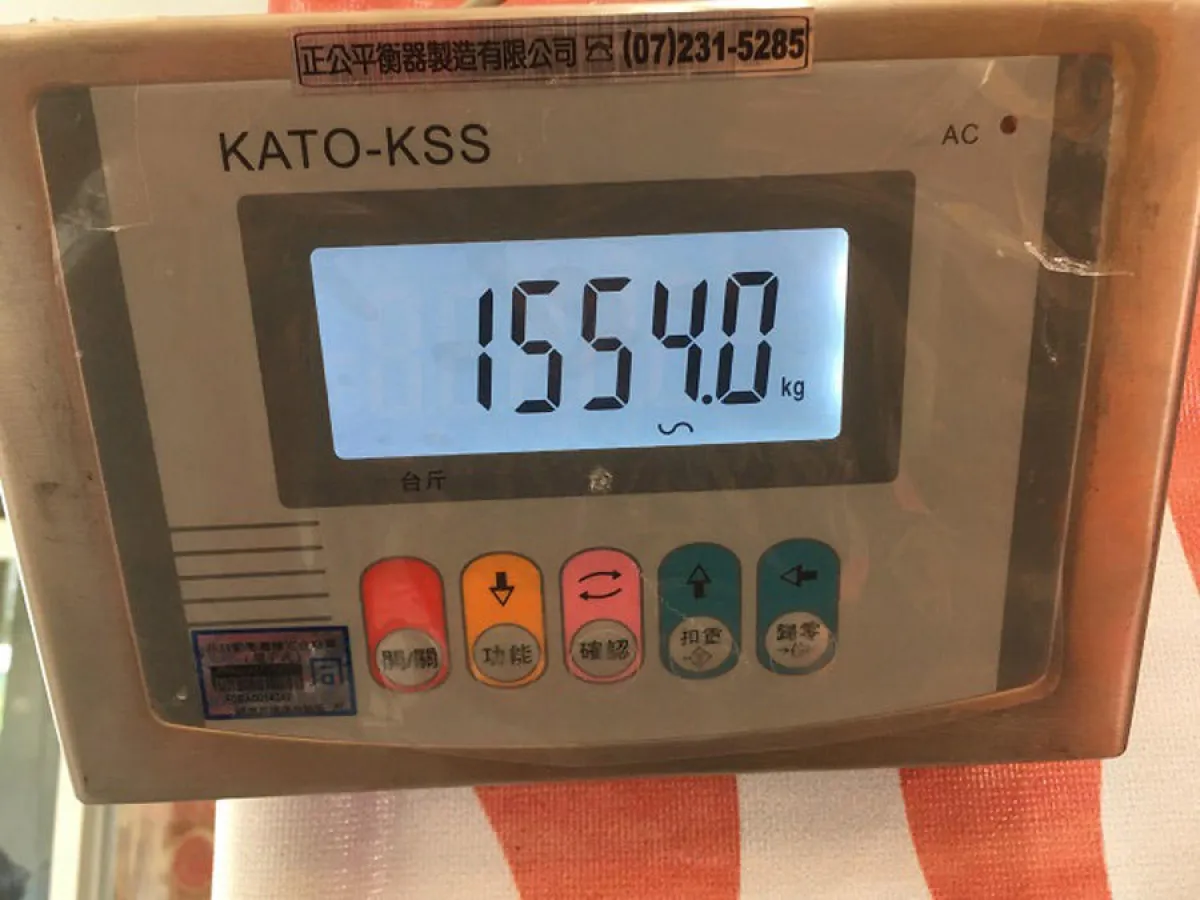 正公平衡器製造有限公司 ☎ (07)231-5285
KATO-KSS
AC
1554.0 kg
台斤
開/關 功能 確認 扣重 歸零